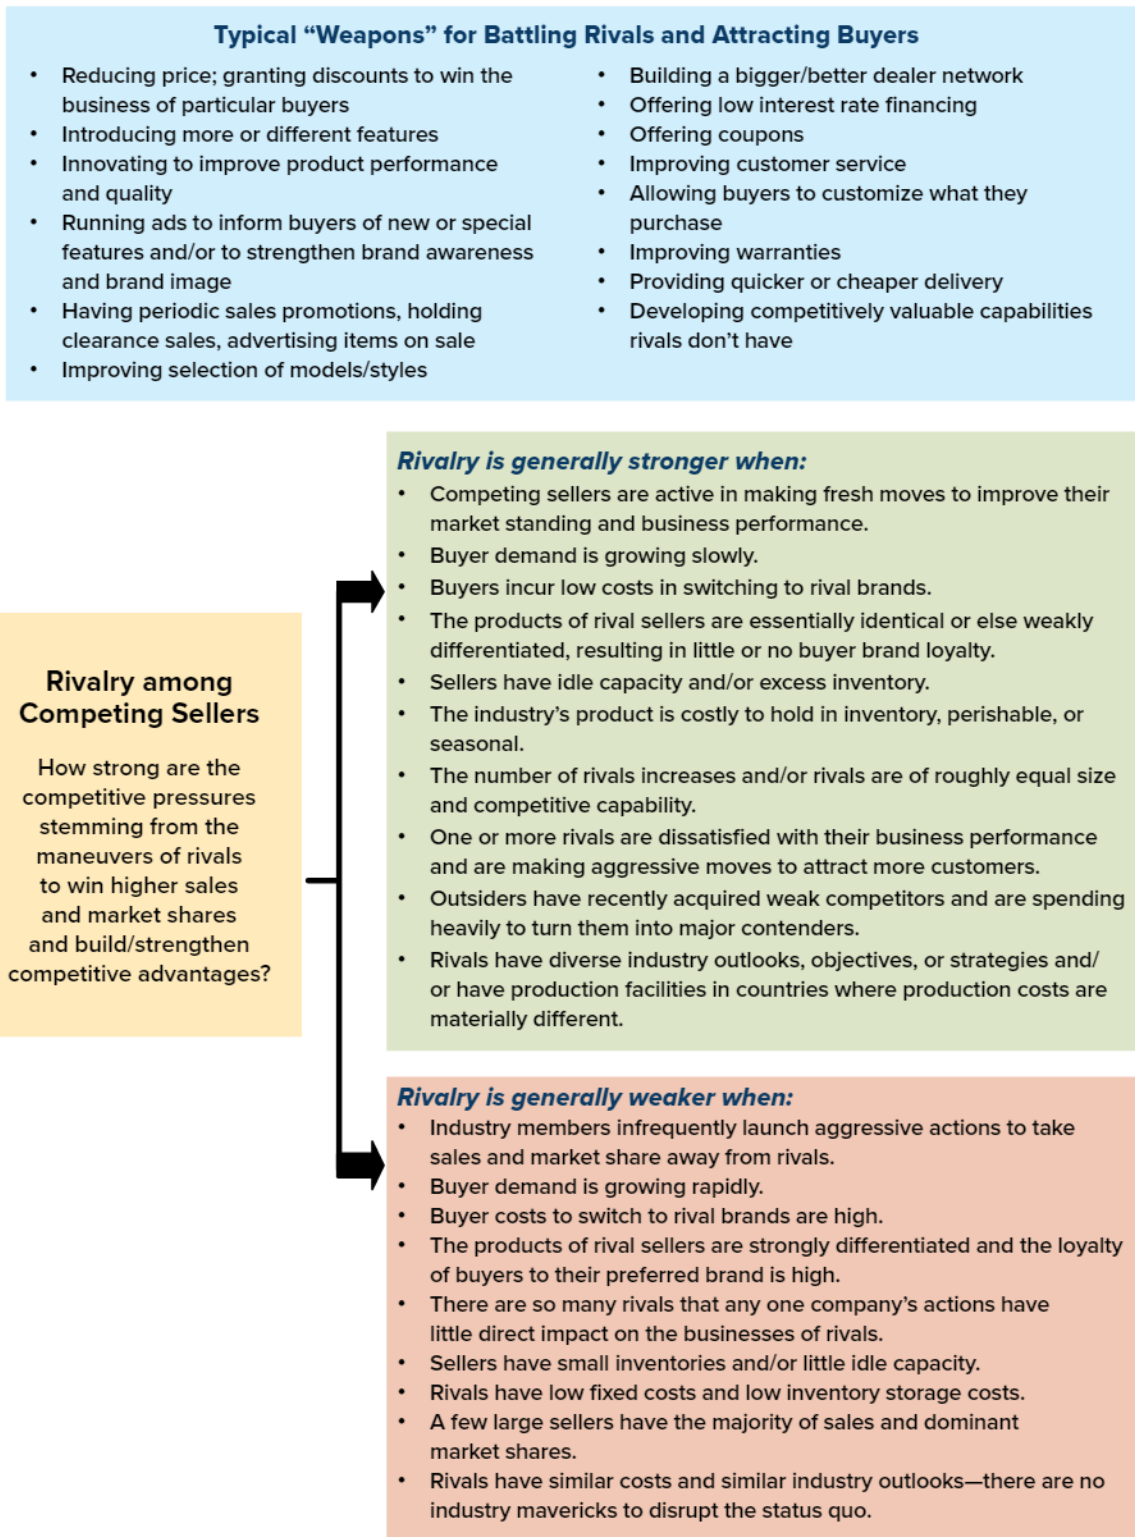 Typical “Weapons” for Battling Rivals and Attracting Buyers
• Reducing price; granting discounts to win the
business of particular buyers
• Introducing more or different features
• Innovating to improve product performance
and quality
• Running ads to inform buyers of new or special
features and/or to strengthen brand awareness
and brand image
• Having periodic sales promotions, holding
clearance sales, advertising items on sale
• Improving selection of models/styles
• Building a bigger/better dealer network
• Offering low interest rate financing
• Offering coupons
• Improving customer service
• Allowing buyers to customize what they
purchase
• Improving warranties
• Providing quicker or cheaper delivery
• Developing competitively valuable capabilities
rivals don’t have
Rivalry among
Competing Sellers
How strong are the
competitive pressures
stemming from the
maneuvers of rivals
to win higher sales
and market shares
and build/strengthen
competitive advantages?
Rivalry is generally stronger when:
• Competing sellers are active in making fresh moves to improve their
market standing and business performance.
• Buyer demand is growing slowly.
• Buyers incur low costs in switching to rival brands.
• The products of rival sellers are essentially identical or else weakly
differentiated, resulting in little or no buyer brand loyalty.
• Sellers have idle capacity and/or excess inventory.
• The industry’s product is costly to hold in inventory, perishable, or
seasonal.
• The number of rivals increases and/or rivals are of roughly equal size
and competitive capability.
• One or more rivals are dissatisfied with their business performance
and are making aggressive moves to attract more customers.
• Outsiders have recently acquired weak competitors and are spending
heavily to turn them into major contenders.
• Rivals have diverse industry outlooks, objectives, or strategies and/
or have production facilities in countries where production costs are
materially different.
Rivalry is generally weaker when:
• Industry members infrequently launch aggressive actions to take
sales and market share away from rivals.
• Buyer demand is growing rapidly.
• Buyer costs to switch to rival brands are high.
• The products of rival sellers are strongly differentiated and the loyalty
of buyers to their preferred brand is high.
• There are so many rivals that any one company’s actions have
little direct impact on the businesses of rivals.
• Sellers have small inventories and/or little idle capacity.
• Rivals have low fixed costs and low inventory storage costs.
• A few large sellers have the majority of sales and dominant
market shares.
• Rivals have similar costs and similar industry outlooks—there are no
industry mavericks to disrupt the status quo.